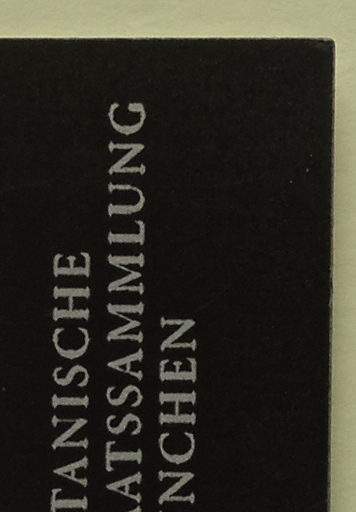 TANISCHE
ATSSAMMLUNG
NCHEN